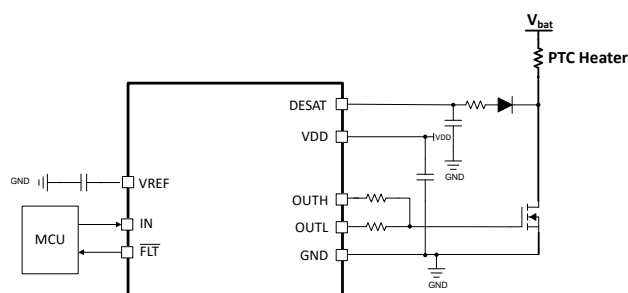 Vbat
PTC Heater
DESAT
VDD
VDD
GND
GND
VREF
OUTH
MCU
IN
OUTL
FLT
GND
GND